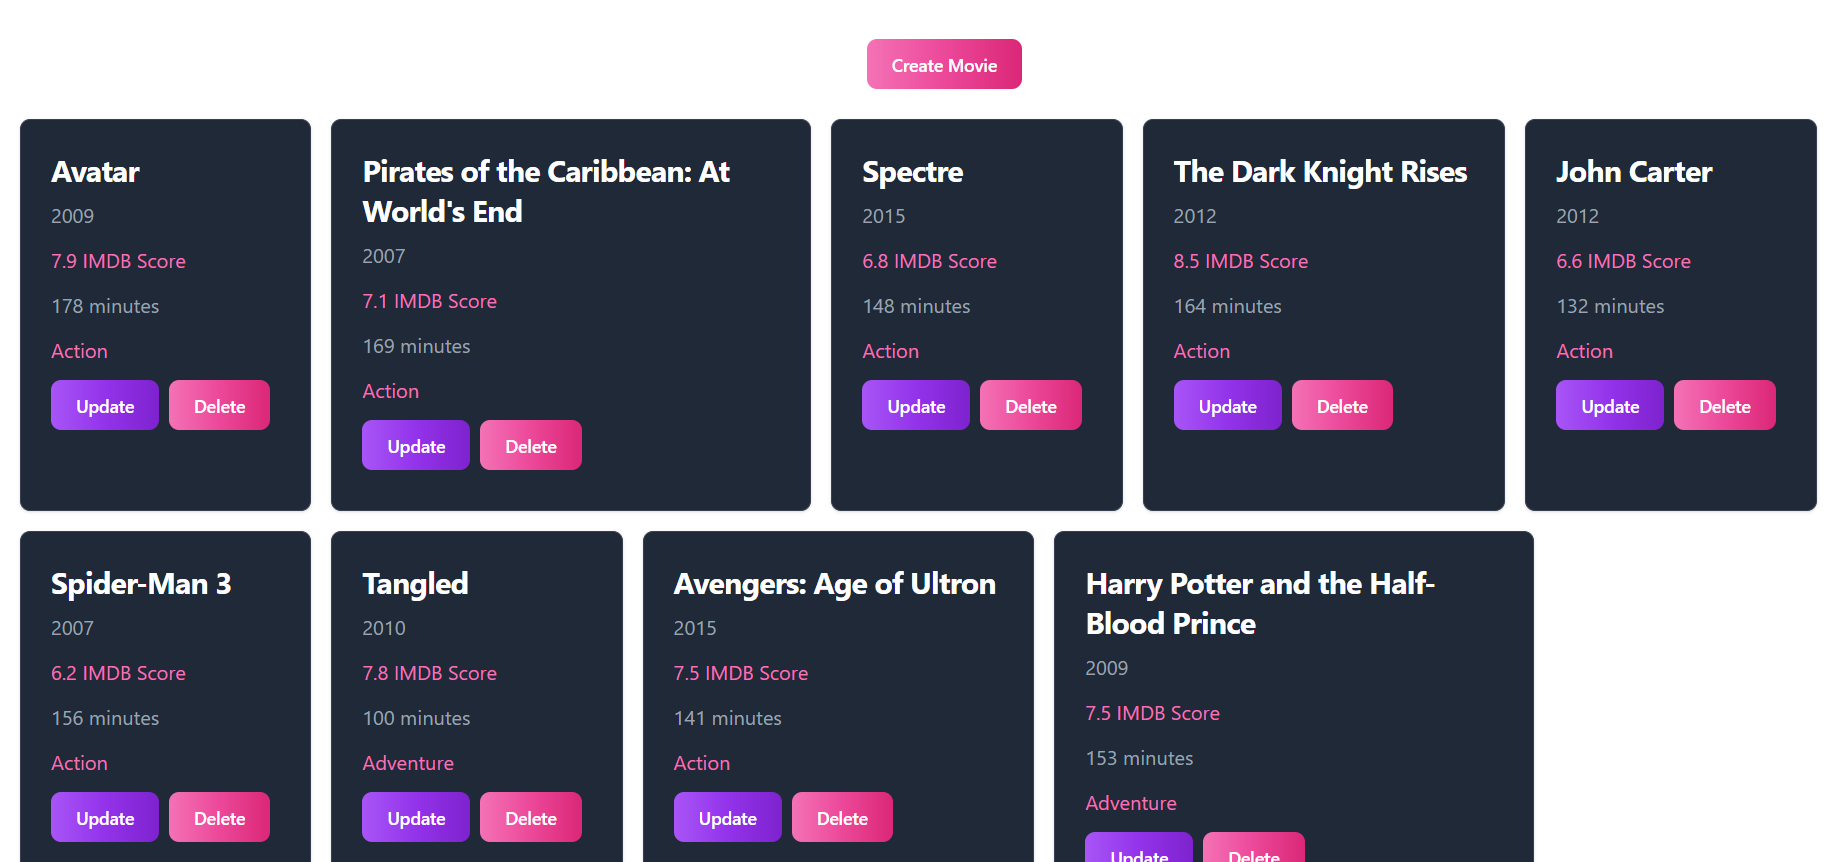 Create Movie
Avatar
2009
7.9 IMDB Score
178 minutes
Action
Update
Delete
Pirates of the Caribbean: At
World's End
2007
7.1 IMDB Score
169 minutes
Action
Update
Delete
Spectre
2015
6.8 IMDB Score
148 minutes
Action
Update
Delete
The Dark Knight Rises
2012
8.5 IMDB Score
164 minutes
Action
Update
Delete
John Carter
2012
6.6 IMDB Score
132 minutes
Action
Update
Delete
Spider-Man 3
2007
6.2 IMDB Score
156 minutes
Action
Update
Delete
Tangled
2010
7.8 IMDB Score
100 minutes
Adventure
Update
Delete
Avengers: Age of Ultron
2015
7.5 IMDB Score
141 minutes
Action
Update
Delete
Harry Potter and the Half-
Blood Prince
2009
7.5 IMDB Score
153 minutes
Adventure
Update
Delete